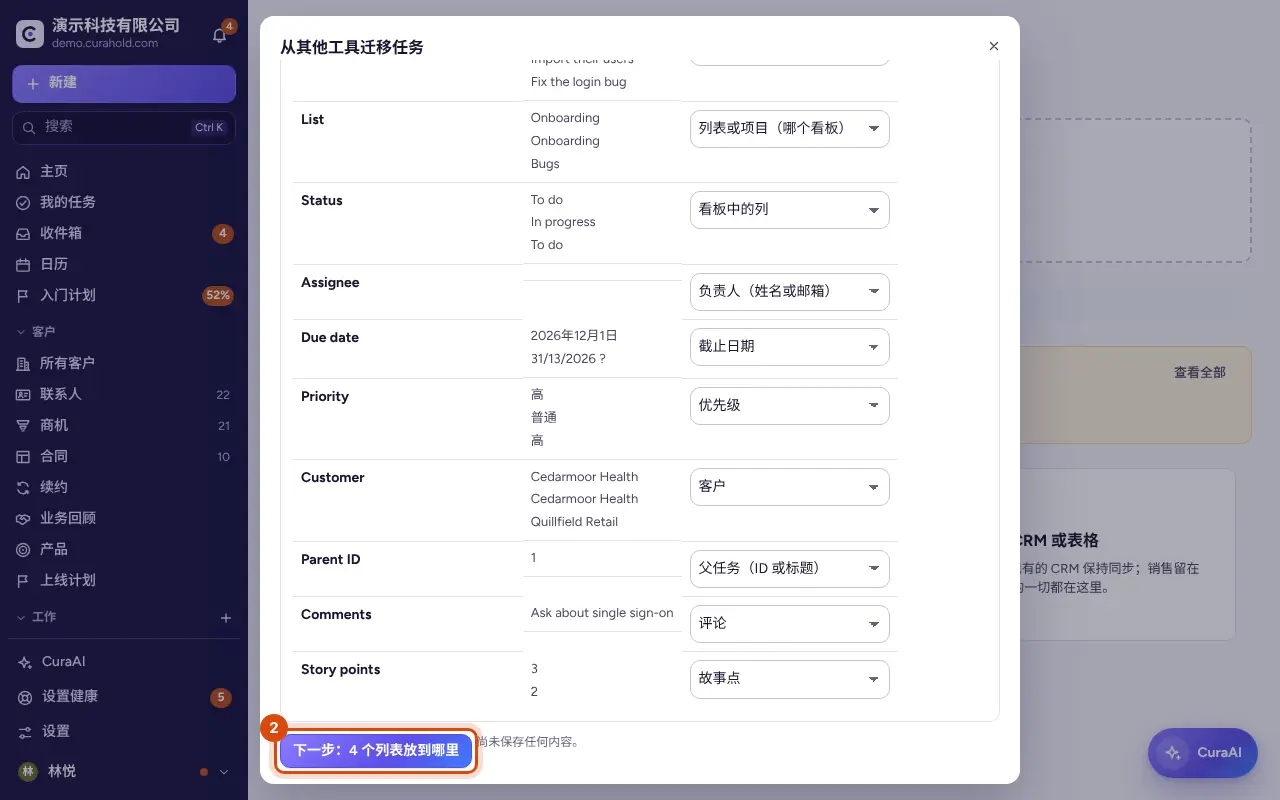 演示科技有限公司
demo.curahold.com
4
新建
搜索
Ctrl K
主页
我的任务
收件箱
4
日历
入门计划
52%
客户
所有客户
联系人
22
商机
21
合同
10
续约
业务回顾
产品
上线计划
工作
CuraAI
设置健康
5
设置
林
林悦
从其他工具迁移任务
Import their users
Fix the login bug
List
Onboarding
Onboarding
Bugs
列表或项目（哪个看板）
Status
To do
In progress
To do
看板中的列
Assignee
负责人（姓名或邮箱）
Due date
2026年12月1日
31/13/2026 ?
截止日期
Priority
高
普通
高
优先级
Customer
Cedarmoor Health
Cedarmoor Health
Quillfield Retail
客户
Parent ID
1
父任务（ID 或标题）
Comments
Ask about single sign-on
评论
Story points
3
2
故事点
2
下一步：4 个列表放到哪里
尚未保存任何内容。
查看全部
CRM 或表格
有的 CRM 保持同步；销售留在
的一切都在这里。
CuraAI